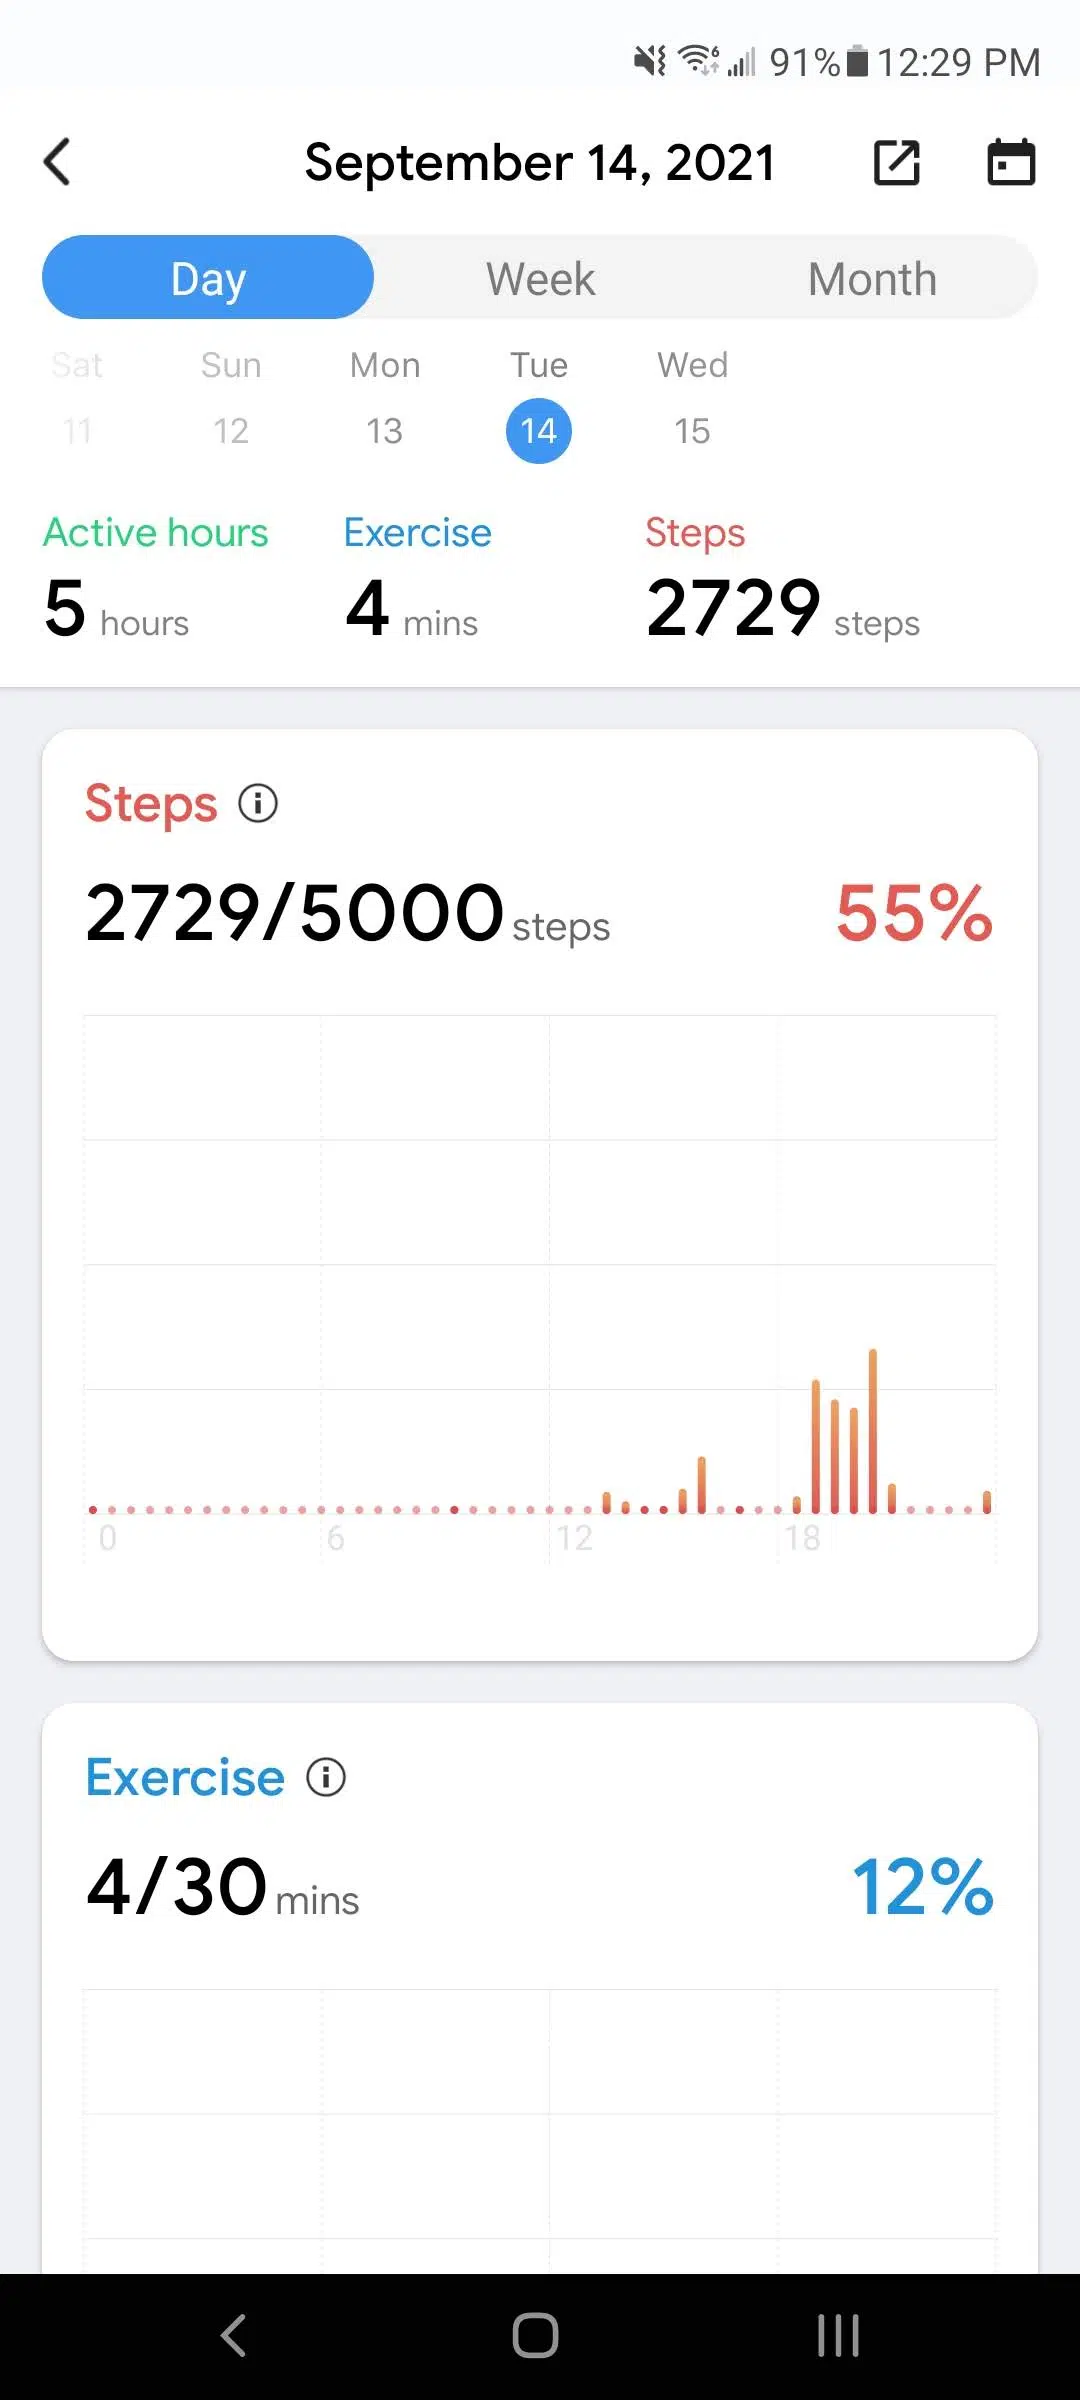 91% 12:29 PM
September 14, 2021
Day Week Month
Sat Sun Mon Tue Wed
11 12 13 14 15
Active hours Exercise Steps
5 hours 4 mins 2729 steps
Steps
2729/5000 steps 55%
0 6 12 18
Exercise
4/30 mins 12%